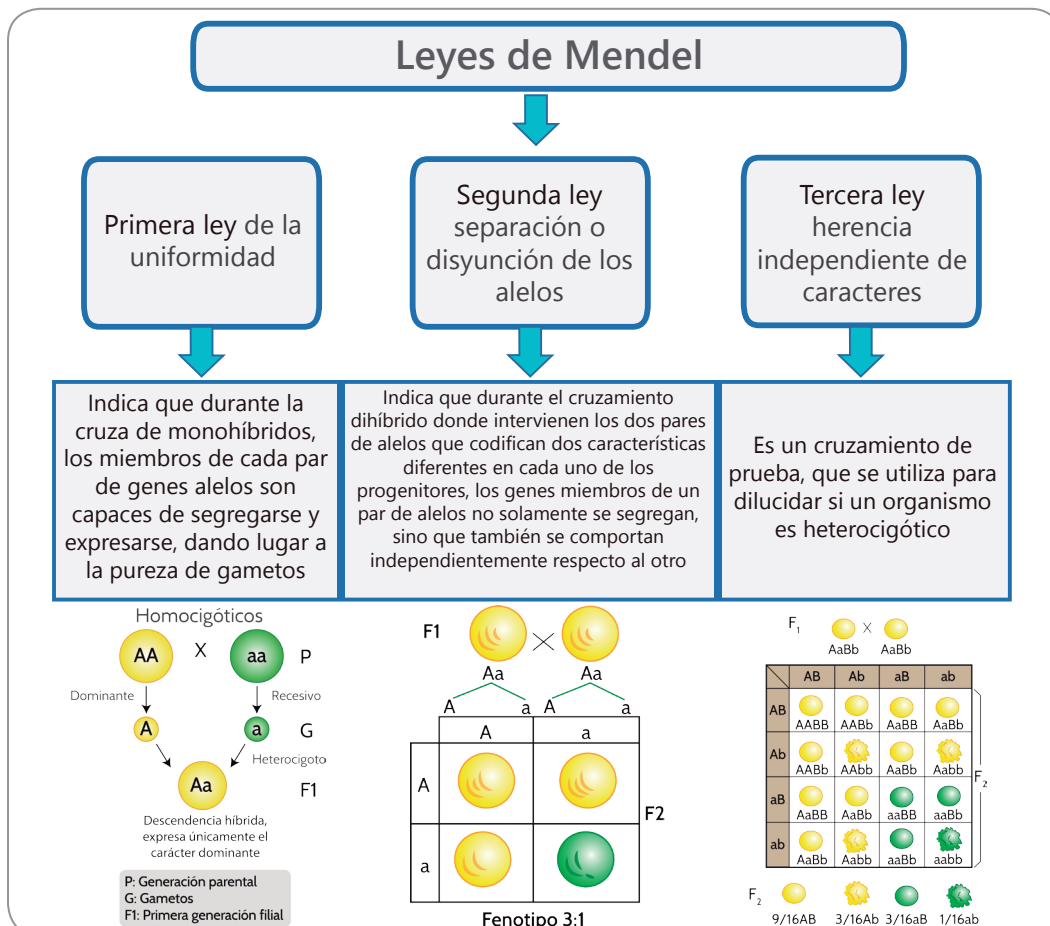 Leyes de Mendel
Primera ley de la
uniformidad
Segunda ley
separación o
disyunción de los
alelos
Tercera ley
herencia
independiente de
caracteres
Indica que durante la
cruza de monohíbridos,
los miembros de cada par
de genes alelos son
capaces de segregarse y
expresarse, dando lugar a
la pureza de gametos
Indica que durante el cruzamiento
dihíbrido donde intervienen los dos pares
de alelos que codifican dos características
diferentes en cada uno de los
progenitores, los genes miembros de un
par de alelos no solamente se segregan,
sino que también se comportan
independientemente respecto al otro
Es un cruzamiento de
prueba, que se utiliza para
dilucidar si un organismo
es heterocigótico
Homocigóticos
AA X aa P
Dominante Recesivo
A a G
Heterocigoto
Aa F1
Descendencia híbrida,
expresa únicamente el
carácter dominante
P: Generación parental
G: Gametos
F1: Primera generación filial
F1
Aa Aa
A a A a
A a
A
F2
a
Fenotipo 3:1
F1 X
AaBb AaBb
AB Ab aB ab
AB
AABB AABb AaBB AaBb
Ab
AABb AAbb AaBb Aabb
F2
aB
AaBB AaBb aaBB aaBb
ab
AaBb Aabb aaBb aabb
F2
9/16AB 3/16Ab 3/16aB 1/16ab